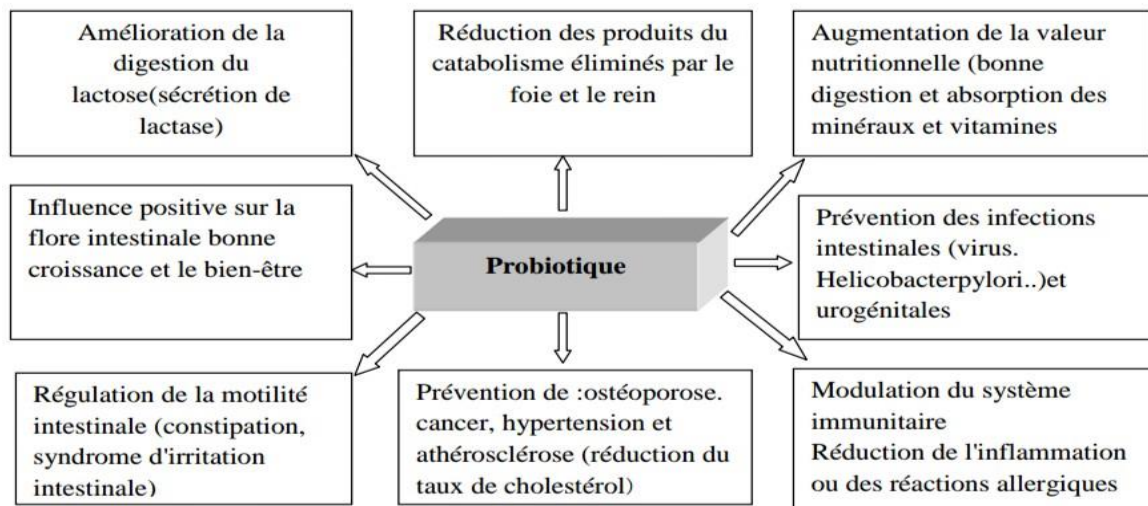 Amélioration de la
digestion du
lactose(sécrétion de
lactase)
Réduction des produits du
catabolisme éliminés par le
foie et le rein
Augmentation de la valeur
nutritionnelle (bonne
digestion et absorption des
minéraux et vitamines
Influence positive sur la
flore intestinale bonne
croissance et le bien-être
Probiotique
Prévention des infections
intestinales (virus.
Helicobacterpylori..)et
urogénitales
Régulation de la motilité
intestinale (constipation,
syndrome d'irritation
intestinale)
Prévention de :ostéoporose.
cancer, hypertension et
athérosclérose (réduction du
taux de cholestérol)
Modulation du système
immunitaire
Réduction de l'inflammation
ou des réactions allergiques